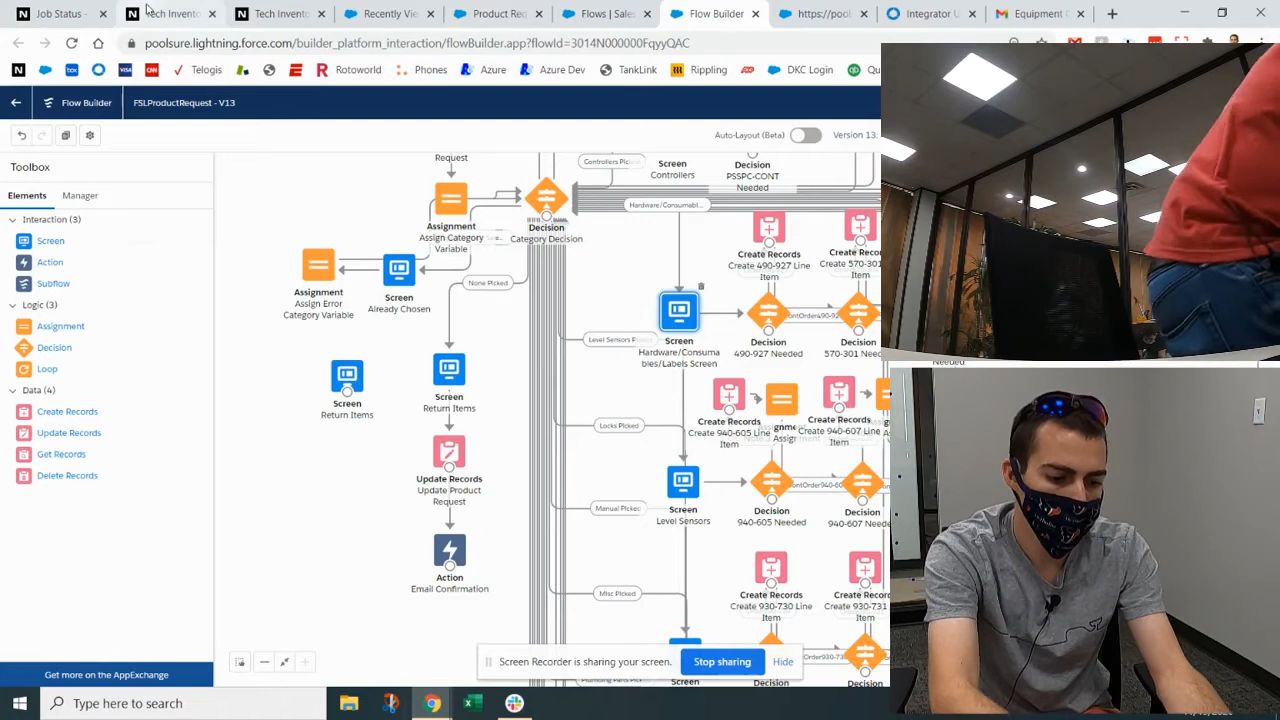 Job Status -
Tech Invento
Tech Invento
Recently Vie
Product Req
Flows | Sales
Flow Builder
https://pool
Integrator U
Equipment C
poolsure.lightning.force.com/builder_platform_interaction/flowBuilder.app?flowId=3014N000000FqyyQAC
Telogis
Rotoworld
Phones
Azure
Azure Dev
TankLink
Rippling
DKC Login
Qu
Flow Builder
FSLProductRequest - V13
Auto-Layout (Beta)
Version 13:
Toolbox
Elements
Manager
Interaction (3)
Screen
Action
Subflow
Logic (3)
Assignment
Decision
Loop
Data (4)
Create Records
Update Records
Get Records
Delete Records
Get more on the AppExchange
Request
Assignment
Assign Category
Variable
Decision
Category Decision
Assignment
Assign Error
Category Variable
Screen
Already Chosen
None Picked
Screen
Return Items
Screen
Return Items
Update Records
Update Product
Request
Action
Email Confirmation
Controllers Picke
Screen
Controllers
Decision
PSSPC-CONT
Needed
Hardware/Consumabl...
Create Records
Create 490-927 Line
Item
Create Records
Create 570-301
Item
Screen
Hardware/Consuma
bles/Labels Screen
Decision
490-927 Needed
Decision
570-301 Needed
Level Sensors P
Create Records
Create 940-605 Line
Item
Create Records
Create 940-607 Line
Item
Locks Picked
Screen
Level Sensors
Decision
940-605 Needed
Decision
940-607 Needed
Manual Picked
Create Records
Create 930-730 Line
Item
Create Records
Create 930-731
Item
Misc Picked
Screen
Needed
Screen Recorder is sharing your screen.
Stop sharing
Hide
Type here to search